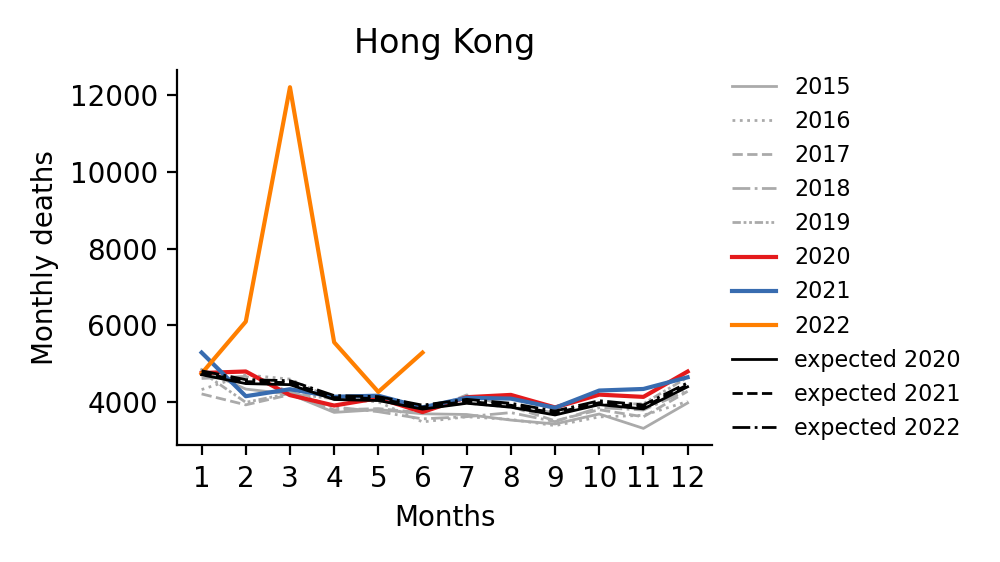 Hong Kong
Monthly deaths
12000
10000
8000
6000
4000
1 2 3 4 5 6 7 8 9 10 11 12
Months
2015
2016
2017
2018
2019
2020
2021
2022
expected 2020
expected 2021
expected 2022